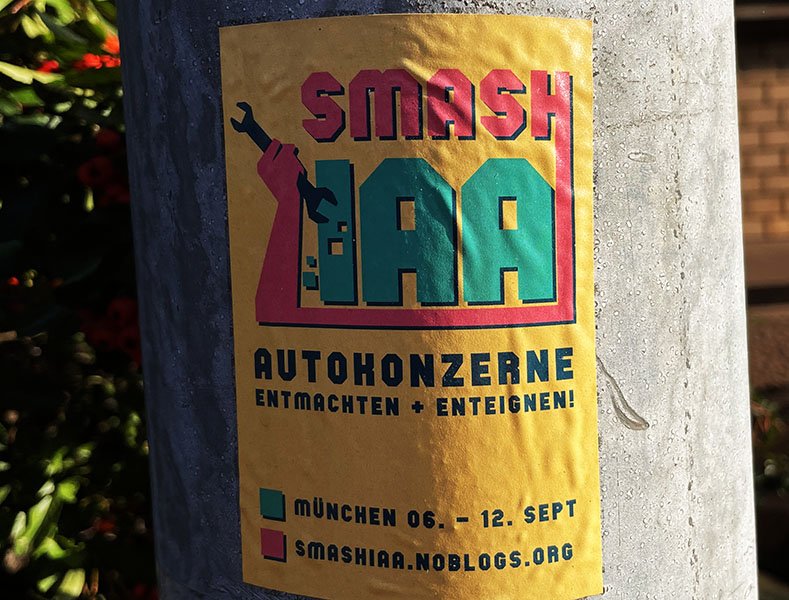 SMASH
IAA
AUTOKONZERNE
ENTMACHTEN + ENTEIGNEN!
MÜNCHEN 06. - 12. SEPT
SMASHIAA.NOBLOGS.ORG